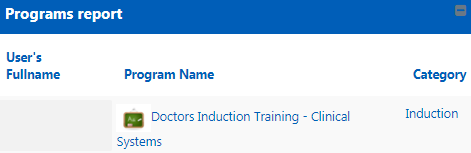 Programs report
User's
Fullname Program Name Category
Doctors Induction Training - Clinical Induction
Systems